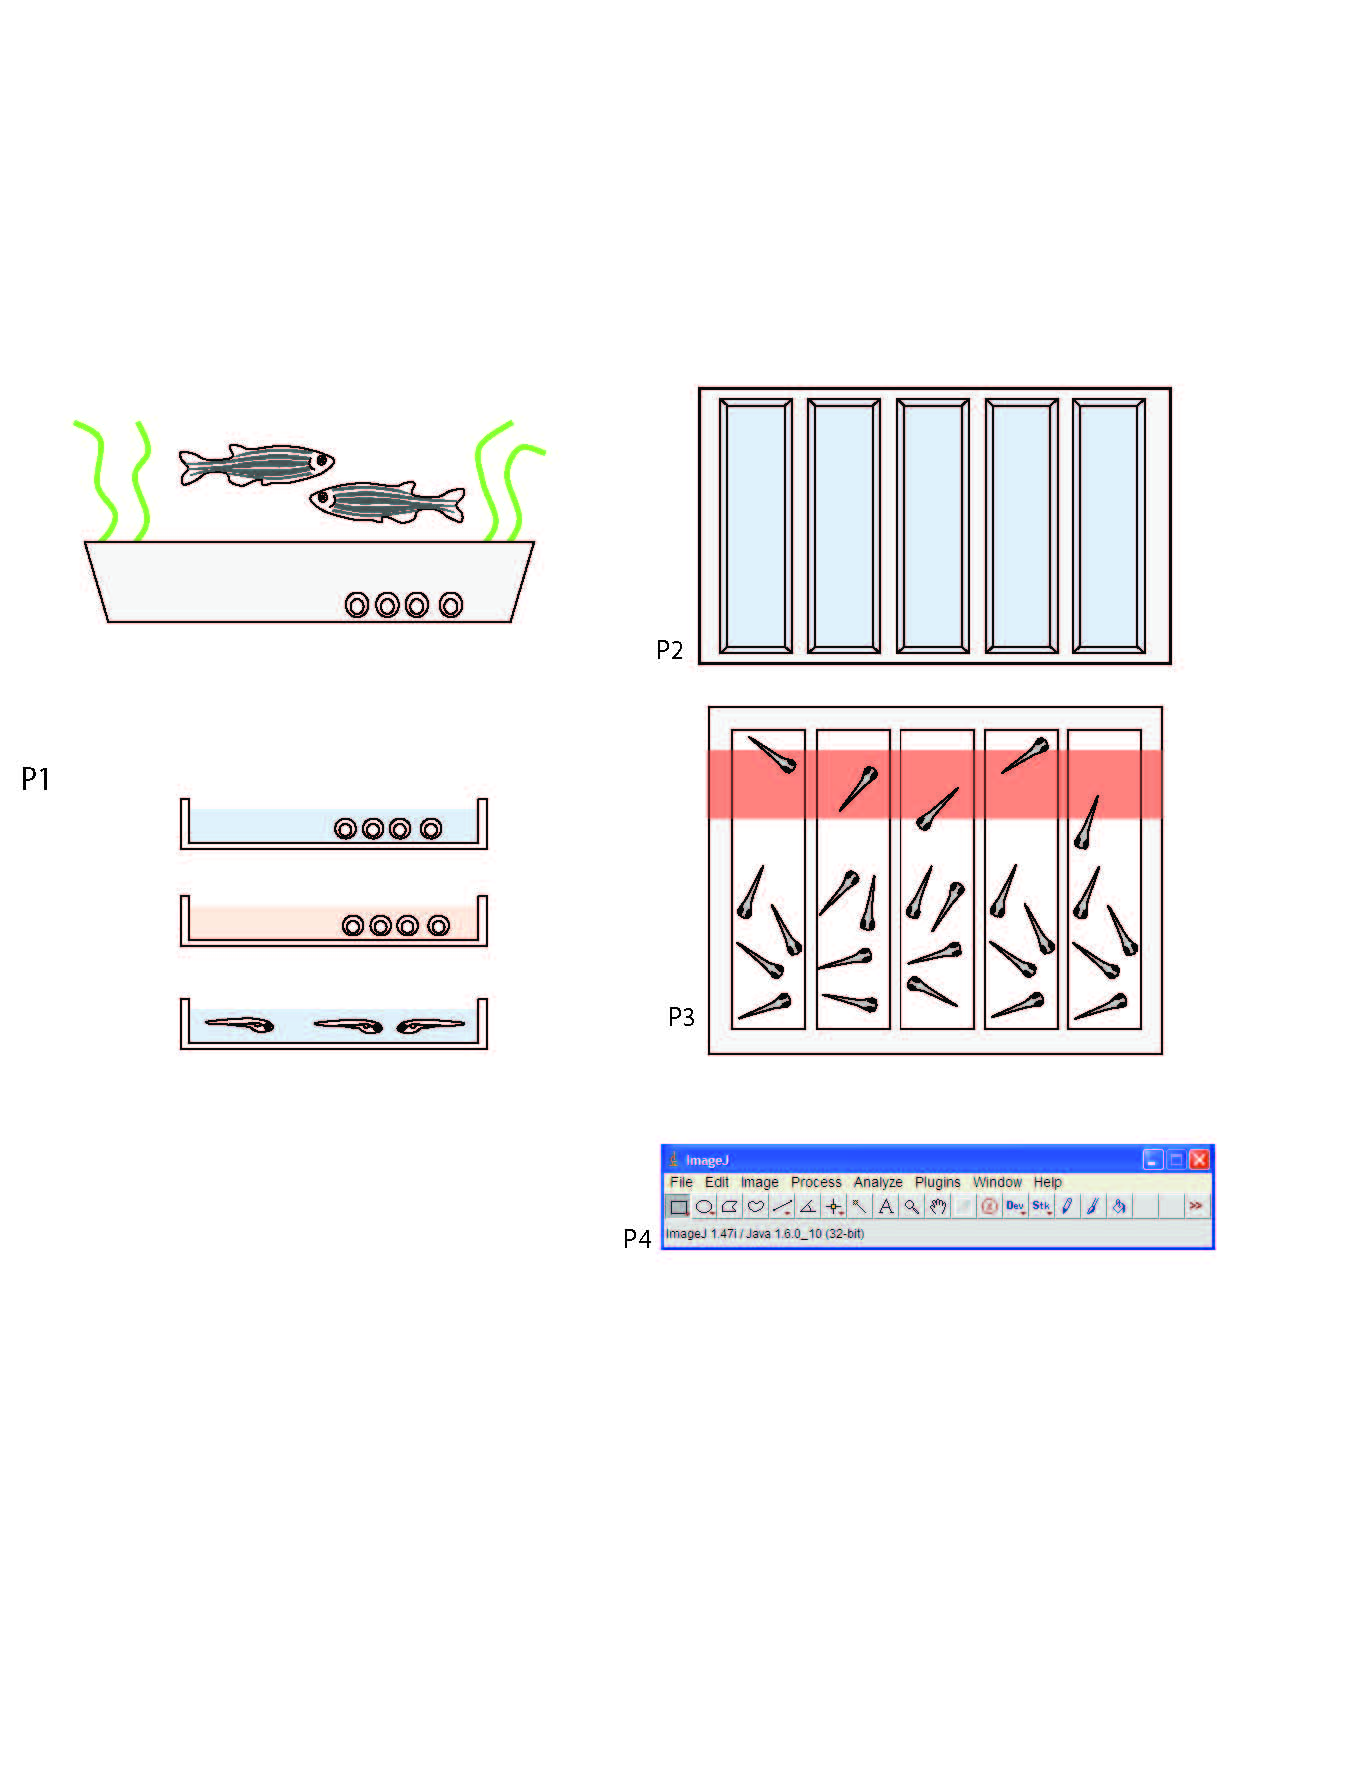 P1
P2
P3
P4
ImageJ
File Edit Image Process Analyze Plugins Window Help
Dev Stk >>
ImageJ 1.47i / Java 1.6.0_10 (32-bit)